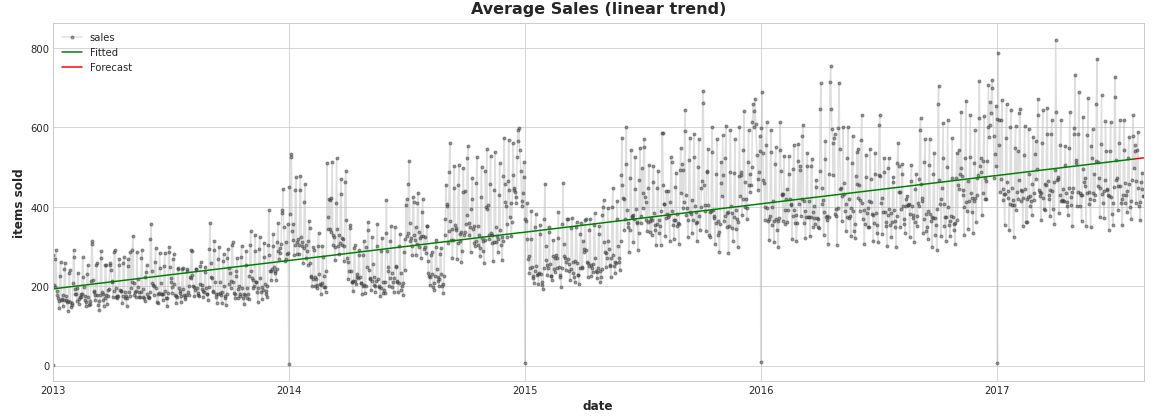 Average Sales (linear trend)
sales
Fitted
Forecast
items sold
800
600
400
200
0
2013 2014 2015 2016 2017
date